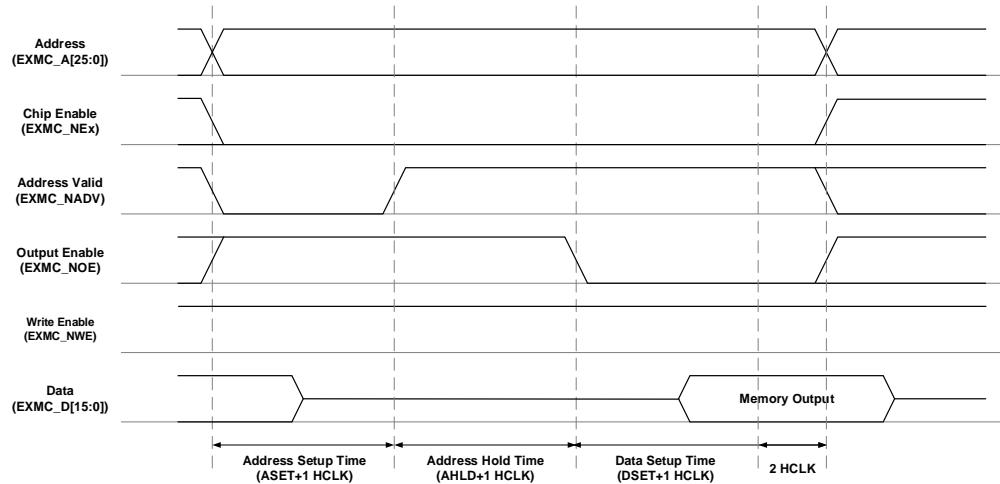 Address
(EXMC_A[25:0])
Chip Enable
(EXMC_NEx)
Address Valid
(EXMC_NADV)
Output Enable
(EXMC_NOE)
Write Enable
(EXMC_NWE)
Data
(EXMC_D[15:0])
Memory Output
Address Setup Time
(ASET+1 HCLK)
Address Hold Time
(AHLD+1 HCLK)
Data Setup Time
(DSET+1 HCLK)
2 HCLK